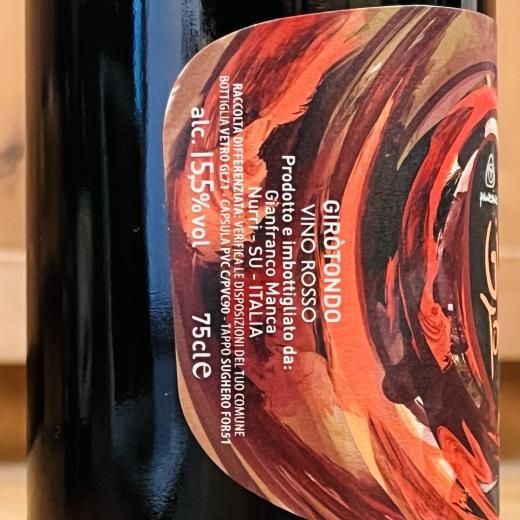 GIRÒTONDO
VINO ROSSO
Prodotto e imbottigliato da:
Gianfranco Manca
Nurri - SU - ITALIA
RACCOLTA DIFFERENZIATA: VERIFICA LE DISPOSIZIONI DEL TUO COMUNE
BOTTIGLIA VETRO GL71 - CAPSULA PVC C/PVC90 - TAPPO SUGHERO FOR51
alc. 15,5% vol 75cl e